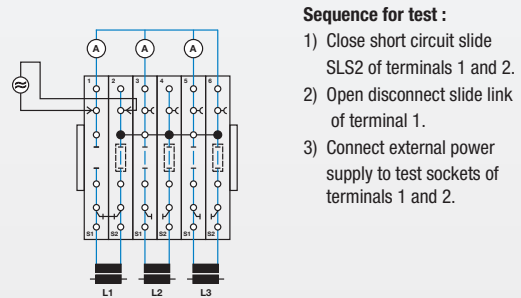 Sequence for test :
1) Close short circuit slide
SLS2 of terminals 1 and 2.
2) Open disconnect slide link
of terminal 1.
3) Connect external power
supply to test sockets of
terminals 1 and 2.
A A A
1 2 3 4 5 6
S1 S2 S1 S2 S1 S2
L1 L2 L3